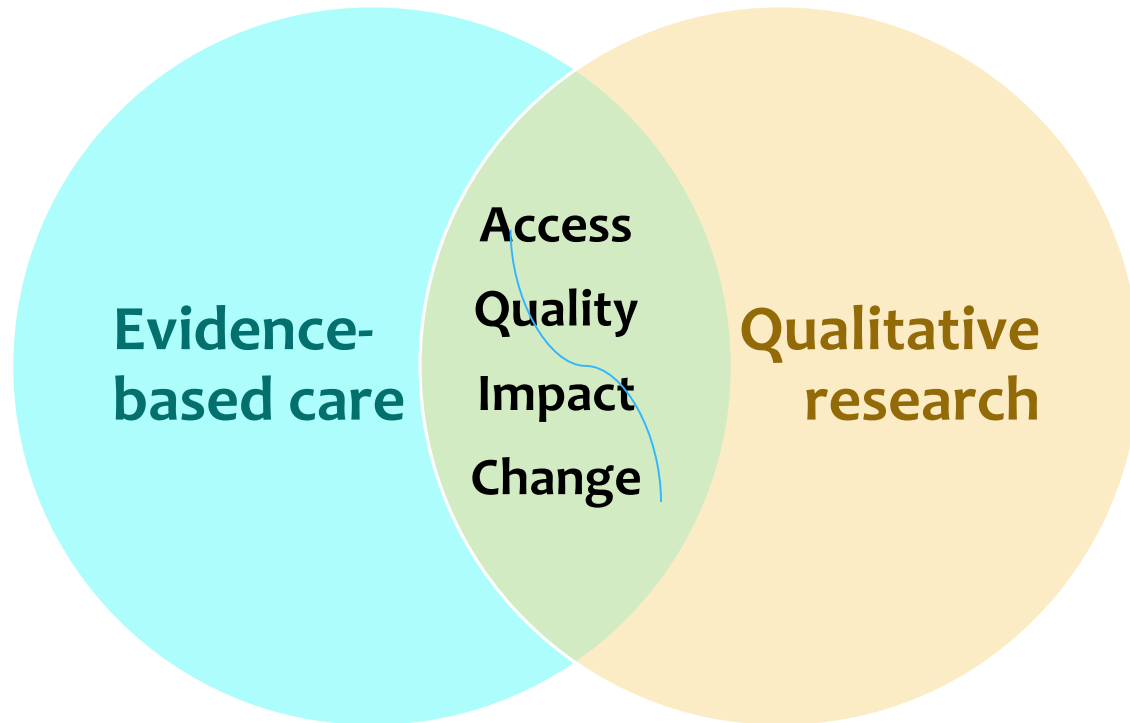 Evidence-
based care
Access
Quality
Impact
Change
Qualitative
research